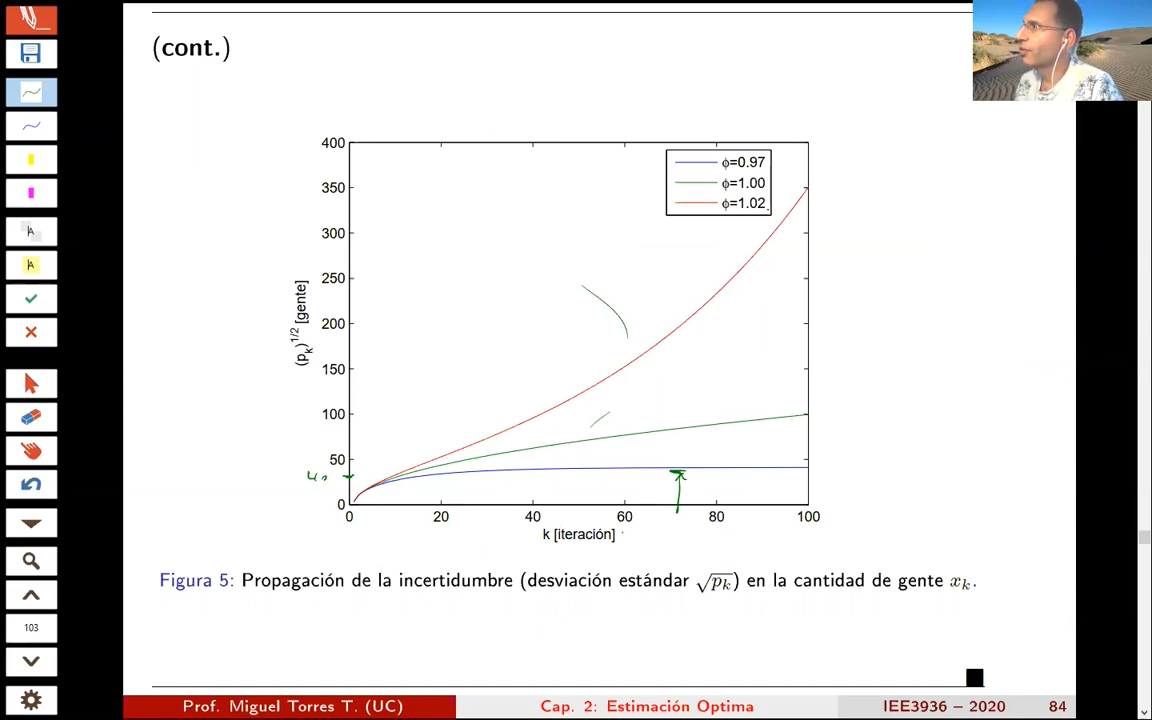 (cont.)
400
350
300
250
200
150
100
50
0
(p_k)^{1/2} [gente]
ϕ=0.97
ϕ=1.00
ϕ=1.02
0 20 40 60 80 100
k [iteración]
Figura 5: Propagación de la incertidumbre (desviación estándar √p_k) en la cantidad de gente x_k.
A
A
103
Prof. Miguel Torres T. (UC) Cap. 2: Estimación Optima IEE3936 – 2020 84